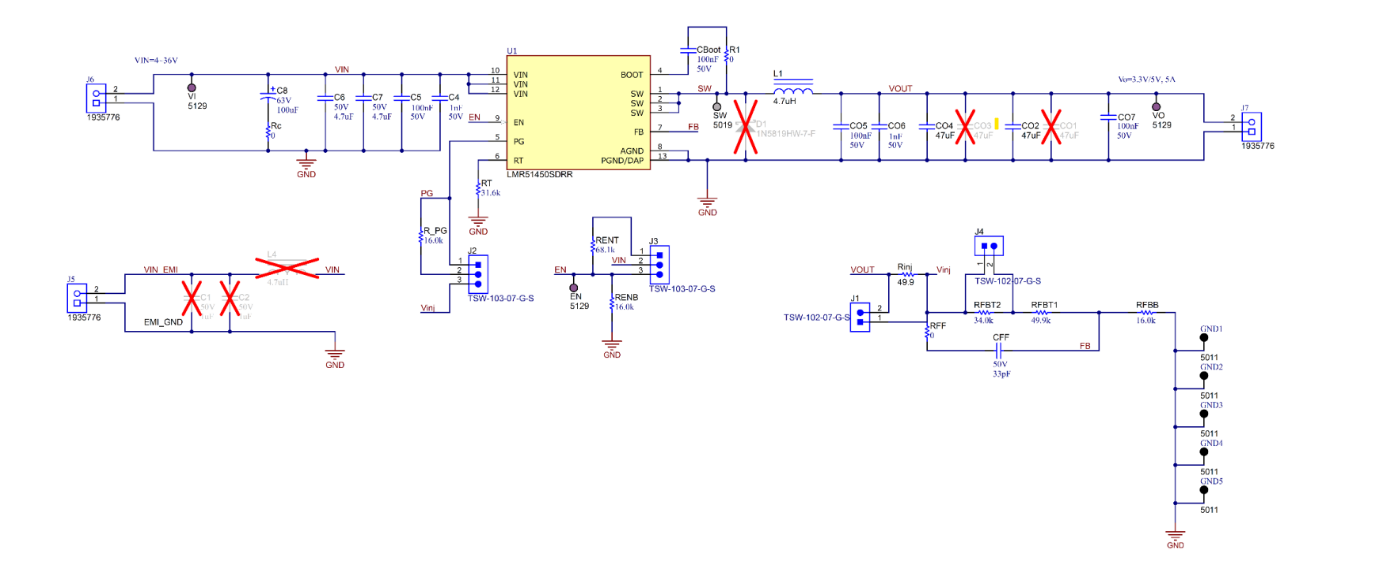 VIN=4-36V
J6
2
1
1935776
VI
5129
C8
63V
100uF
Rc
0
GND
VIN
C6
50V
4.7uF
C7
50V
4.7uF
C5
100nF
50V
C4
1nF
50V
U1
10
11
12
9
5
6
VIN
VIN
VIN
EN
PG
RT
BOOT
SW
SW
SW
FB
AGND
PGND/DAP
4
1
2
3
7
8
13
LMR51450SDRR
EN
RT
31.6k
GND
CBoot
100nF
50V
R1
0
SW
SW
5019
FB
D1
1N5819HW-7-F
GND
L1
4.7uH
VOUT
CO5
100nF
50V
CO6
1nF
50V
CO4
47uF
CO3
47uF
CO2
47uF
CO1
47uF
CO7
100nF
50V
Vo=3.3V/5V, 5A
VO
5129
J7
2
1
1935776
PG
R_PG
16.0k
J2
1
2
3
TSW-103-07-G-S
Vinj
J5
2
1
1935776
VIN_EMI
EMI_GND
C1
50V
C2
50V
L4
4.7uH
VIN
GND
RENT
68.1k
J3
1
2
3
VIN
EN
EN
5129
RENB
16.0k
TSW-103-07-G-S
GND
J4
1
2
TSW-102-07-G-S
VOUT
Rinj
49.9
Vinj
J1
2
1
TSW-102-07-G-S
RFF
0
RFBT2
34.0k
RFBT1
49.9k
RFBB
16.0k
CFF
50V
33pF
FB
GND1
5011
GND2
5011
GND3
5011
GND4
5011
GND5
5011
GND